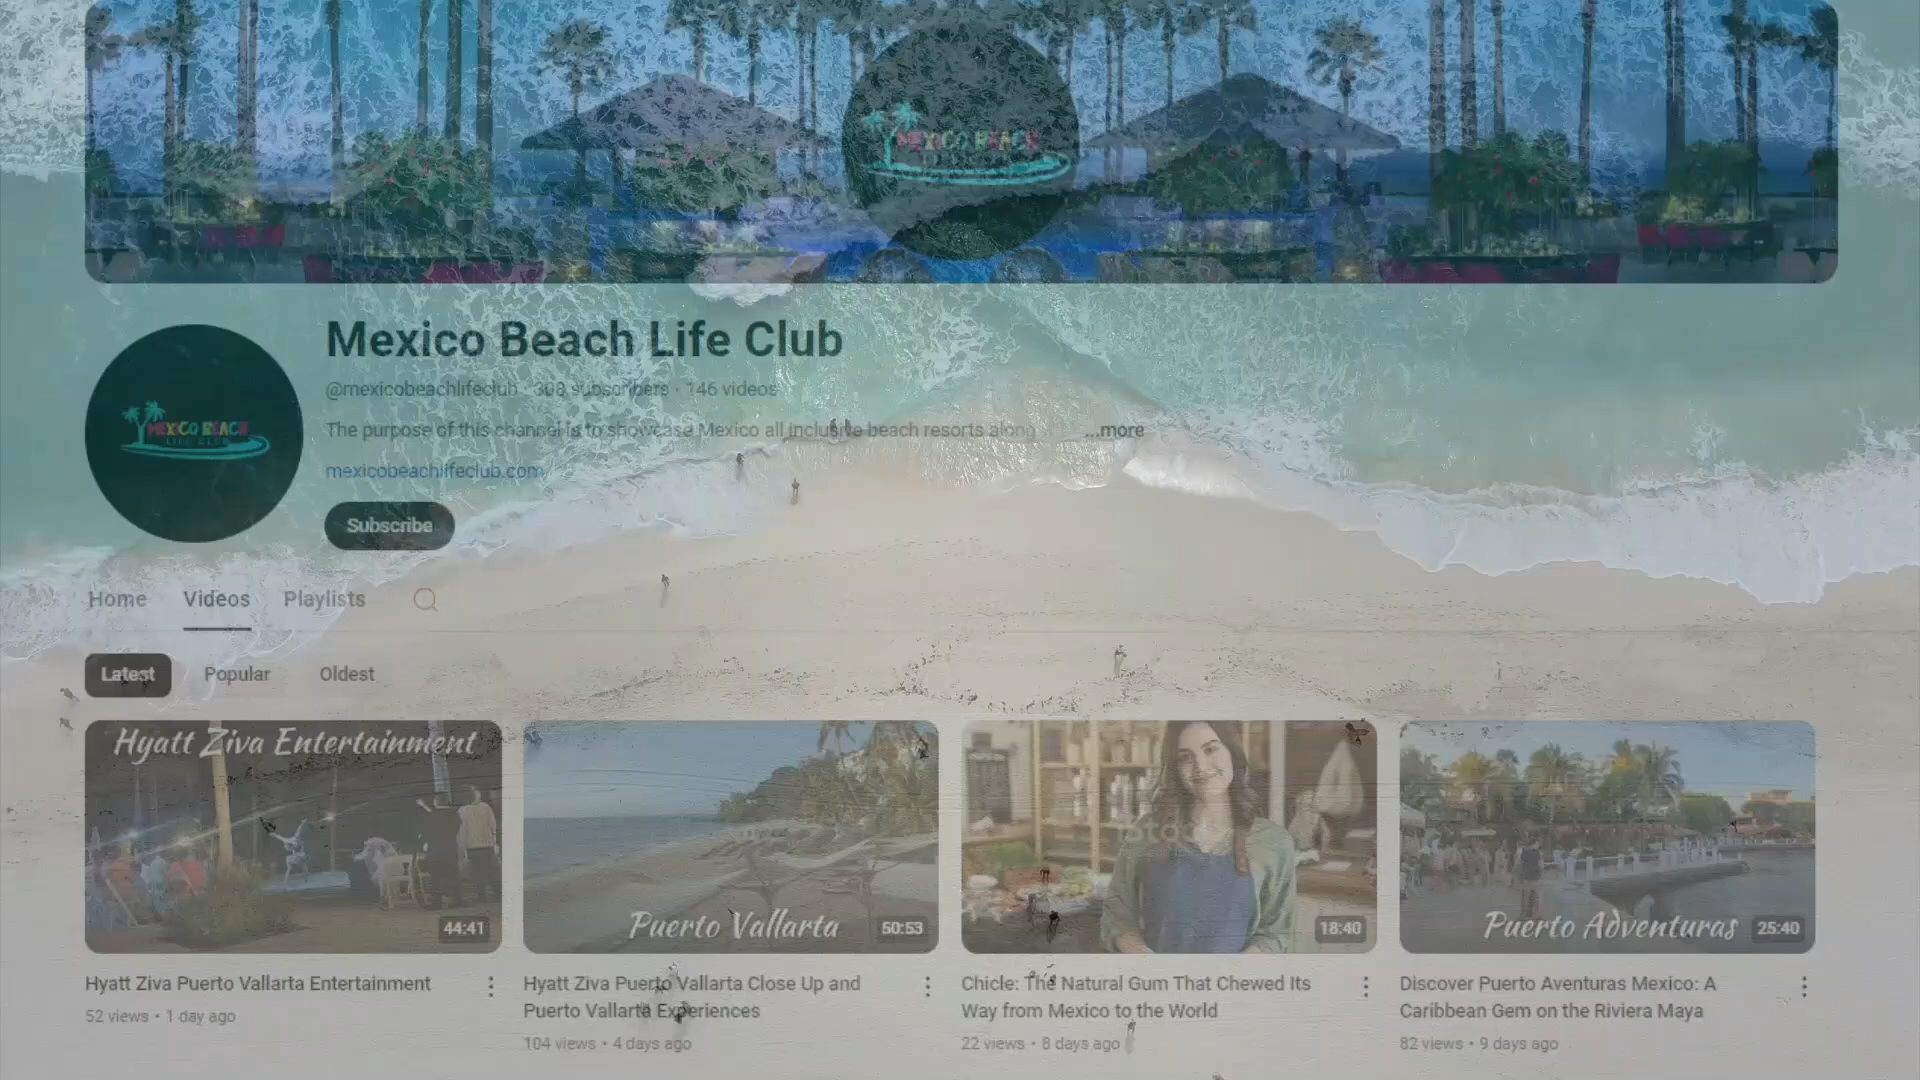 MEXICO BEACH
Mexico Beach Life Club
@mexicobeachlifeclub · 308 subscribers · 146 videos
MEXICO BEACH
LIFE CLUB
The purpose of this channel is to showcase Mexico all inclusive beach resorts along ...more
mexicobeachlifeclub.com
Subscribe
Home Videos Playlists
Latest Popular Oldest
Hyatt Ziva Entertainment
44:41
Puerto Vallarta 50:53
iStock
18:40
Puerto Adventuras 25:40
Hyatt Ziva Puerto Vallarta Entertainment
52 views • 1 day ago
Hyatt Ziva Puerto Vallarta Close Up and
Puerto Vallarta Experiences
104 views • 4 days ago
Chicle: The Natural Gum That Chewed Its
Way from Mexico to the World
22 views • 8 days ago
Discover Puerto Aventuras Mexico: A
Caribbean Gem on the Riviera Maya
82 views • 9 days ago